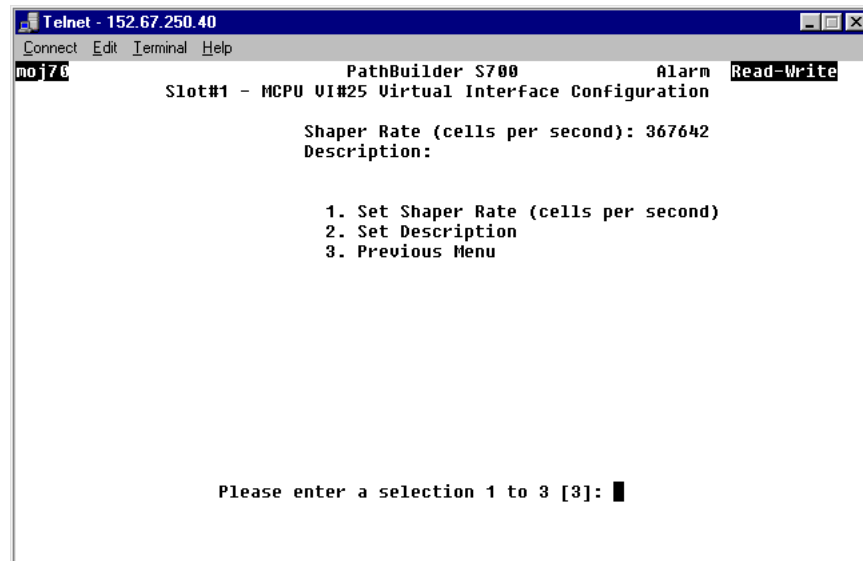 Telnet - 152.67.250.40
Connect Edit Terminal Help
moj70 PathBuilder S700 Alarm Read-Write
Slot#1 - MCPU VI#25 Virtual Interface Configuration
Shaper Rate (cells per second): 367642
Description:
1. Set Shaper Rate (cells per second)
2. Set Description
3. Previous Menu
Please enter a selection 1 to 3 [3]: